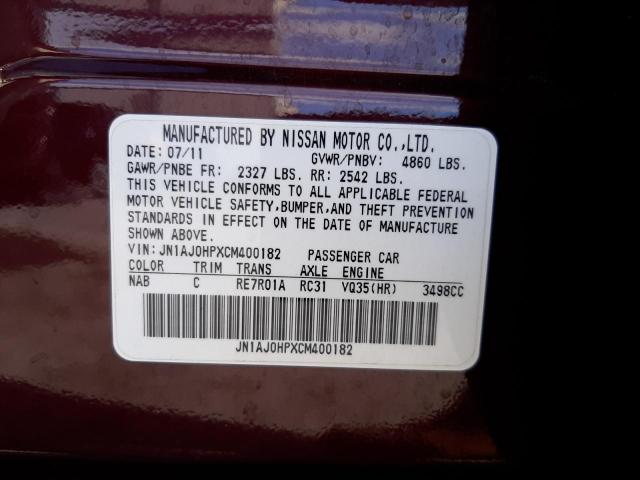 MANUFACTURED BY NISSAN MOTOR CO.,LTD.
DATE: 07/11 GVWR/PNBV: 4860 LBS.
GAWR/PNBE FR: 2327 LBS. RR: 2542 LBS.
THIS VEHICLE CONFORMS TO ALL APPLICABLE FEDERAL
MOTOR VEHICLE SAFETY,BUMPER,AND THEFT PREVENTION
STANDARDS IN EFFECT ON THE DATE OF MANUFACTURE
SHOWN ABOVE.
VIN:JN1AJ0HPXCM400182 PASSENGER CAR
COLOR TRIM TRANS AXLE ENGINE
NAB C RE7R01A RC31 VQ35(HR) 3498CC
JN1AJ0HPXCM400182